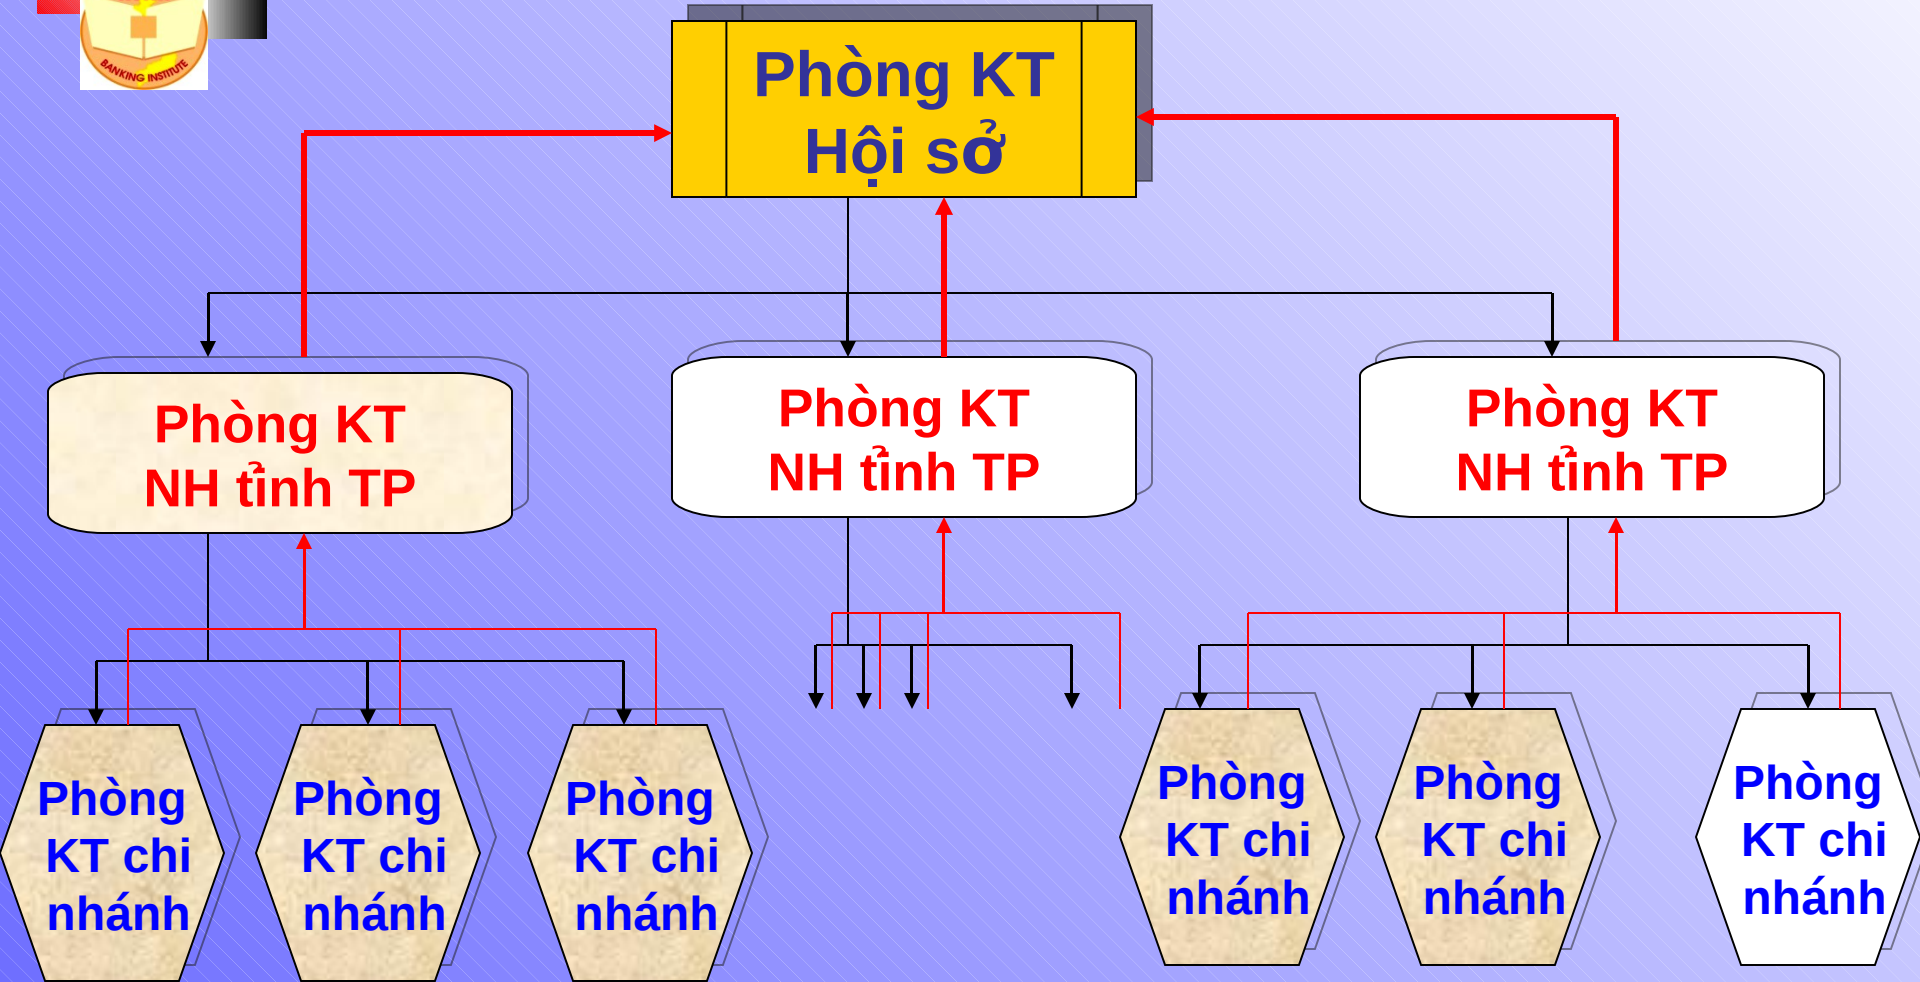 BANKING INSTITUTE
Phòng KT
Hội sở
Phòng KT
NH tỉnh TP
Phòng KT
NH tỉnh TP
Phòng KT
NH tỉnh TP
Phòng
KT chi
nhánh
Phòng
KT chi
nhánh
Phòng
KT chi
nhánh
Phòng
KT chi
nhánh
Phòng
KT chi
nhánh
Phòng
KT chi
nhánh